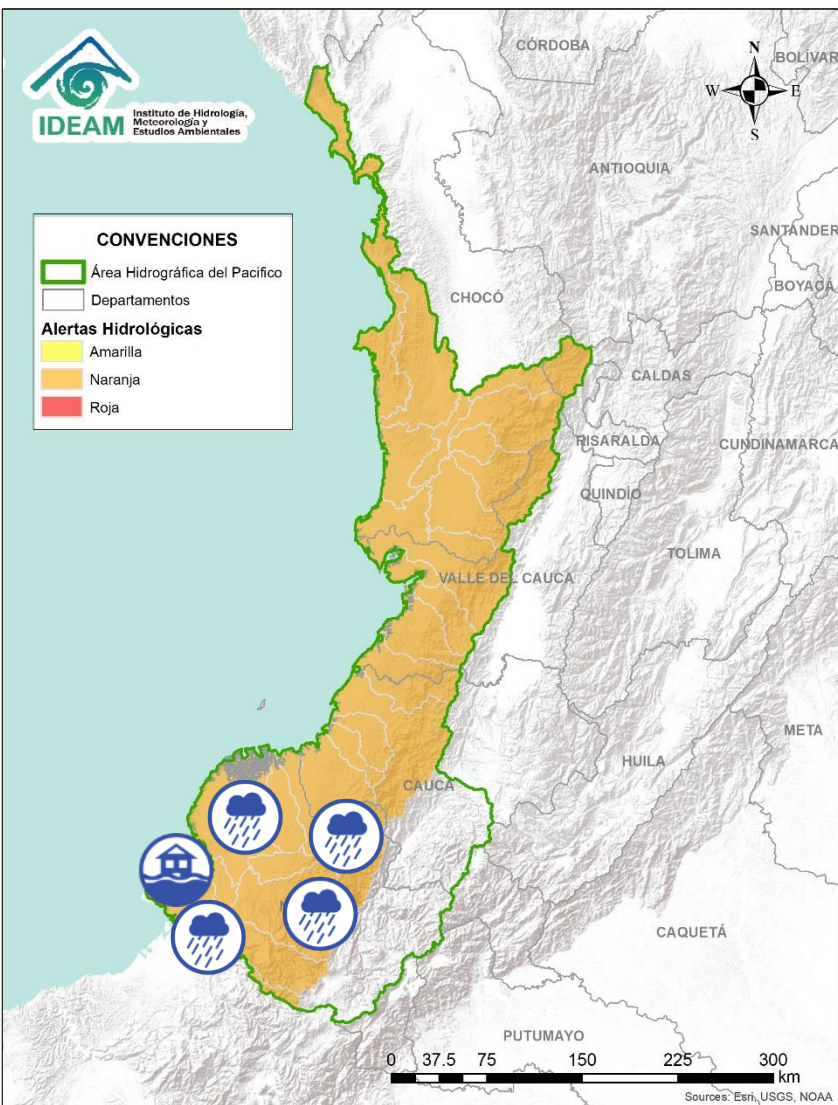 IDEAM
Instituto de Hidrología,
Meteorología y
Estudios Ambientales
CÓRDOBA
BOLÍVAR
N
W
E
S
ANTIOQUIA
SANTANDER
BOYACÁ
CONVENCIONES
Área Hidrográfica del Pacifico
Departamentos
Alertas Hidrológicas
Amarilla
Naranja
Roja
CHOCÓ
CALDAS
RISARALDA
CUNDINAMARCA
QUINDÍO
TOLIMA
VALLE DEL CAUCA
META
HUILA
CAUCA
CAQUETÁ
PUTUMAYO
0 37.5 75 150 225 300
km
Sources: Esri, USGS, NOAA